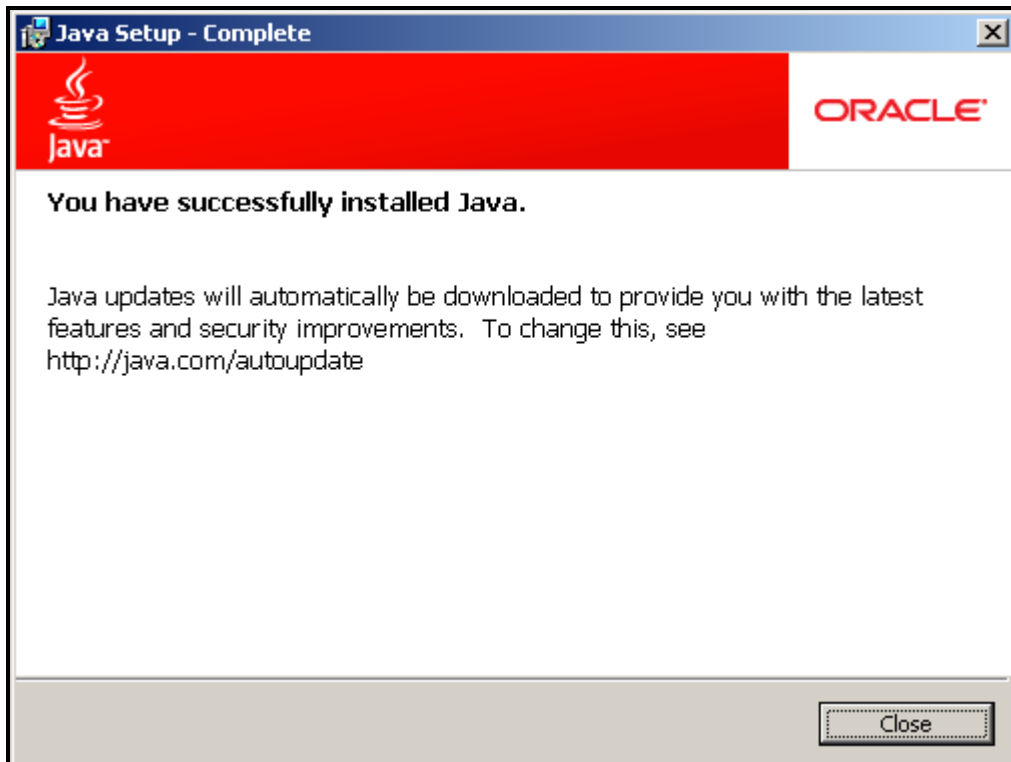 Java Setup - Complete
Java™
ORACLE®
You have successfully installed Java.
Java updates will automatically be downloaded to provide you with the latest
features and security improvements.  To change this, see
http://java.com/autoupdate
Close